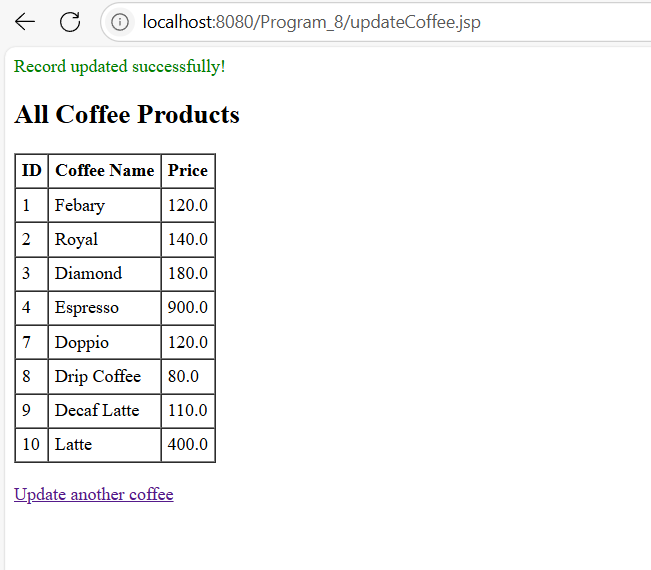 localhost:8080/Program_8/updateCoffee.jsp
Record updated successfully!
All Coffee Products
ID Coffee Name Price
1 Febary 120.0
2 Royal 140.0
3 Diamond 180.0
4 Espresso 900.0
7 Doppio 120.0
8 Drip Coffee 80.0
9 Decaf Latte 110.0
10 Latte 400.0
Update another coffee